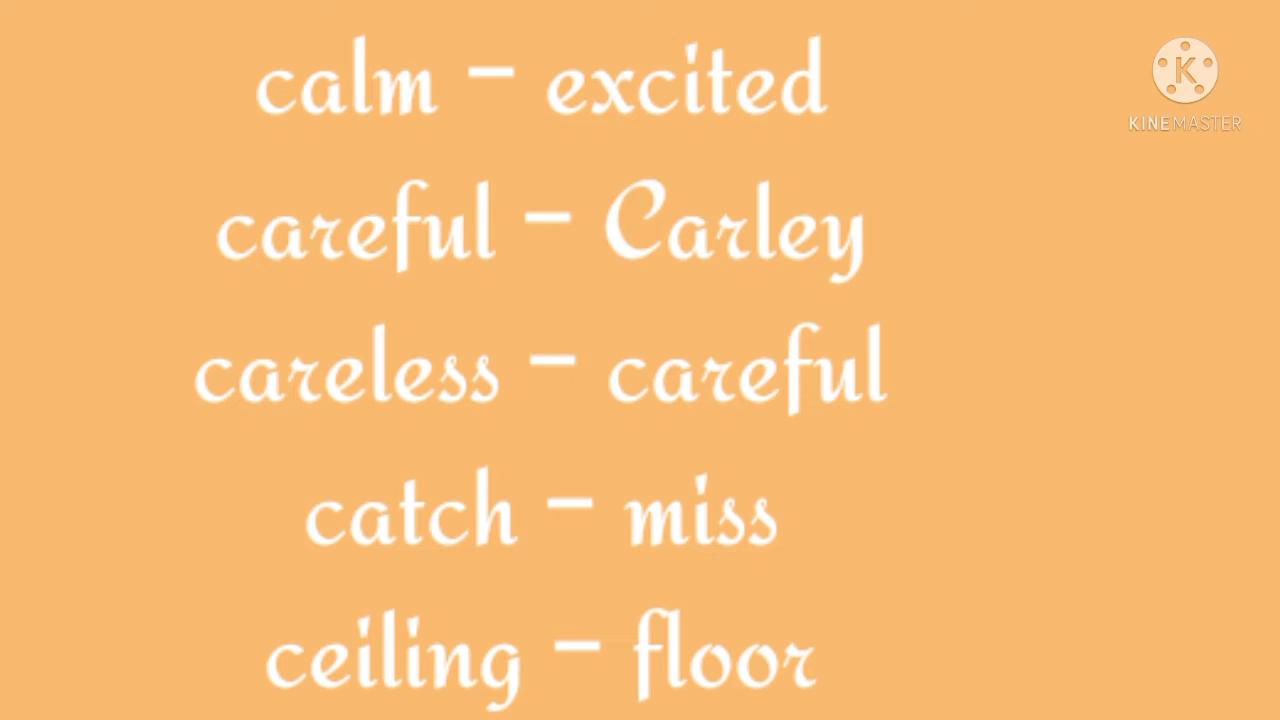 calm - excited
KINEMASTER
careful - Carley
careless - careful
catch - miss
ceiling - floor